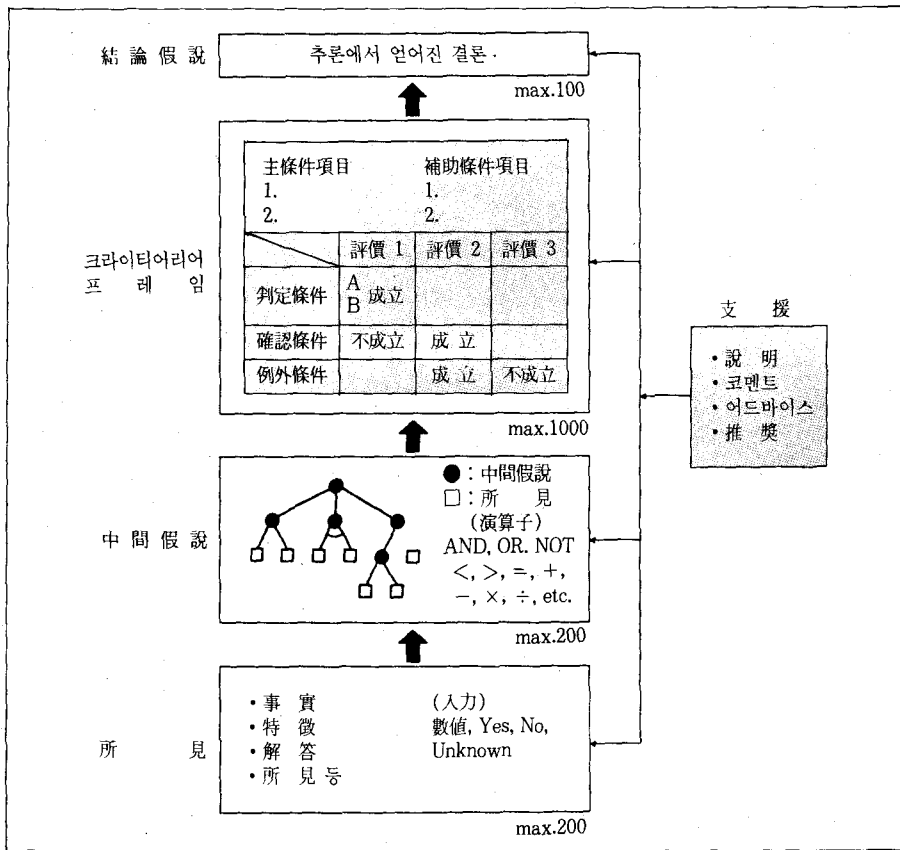 結論假說
추론에서 얻어진 결론.
max.100
크라이티어리어
프레임
主條件項目 補助條件項目
1. 1.
2. 2.
評價 1 評價 2 評價 3
判定條件 A B 成立
確認條件 不成立 成立
例外條件 成立 不成立
max.1000
支援
・說明
・코멘트
・어드바이스
・推奬
中間假說
●: 中間假說
□: 所見
(演算子)
AND, OR. NOT
<, >, =, +,
−, ×, ÷, etc.
max.200
所見
・事實 (入力)
・特徵 數値, Yes, No,
・解答 Unknown
・所見 등
max.200